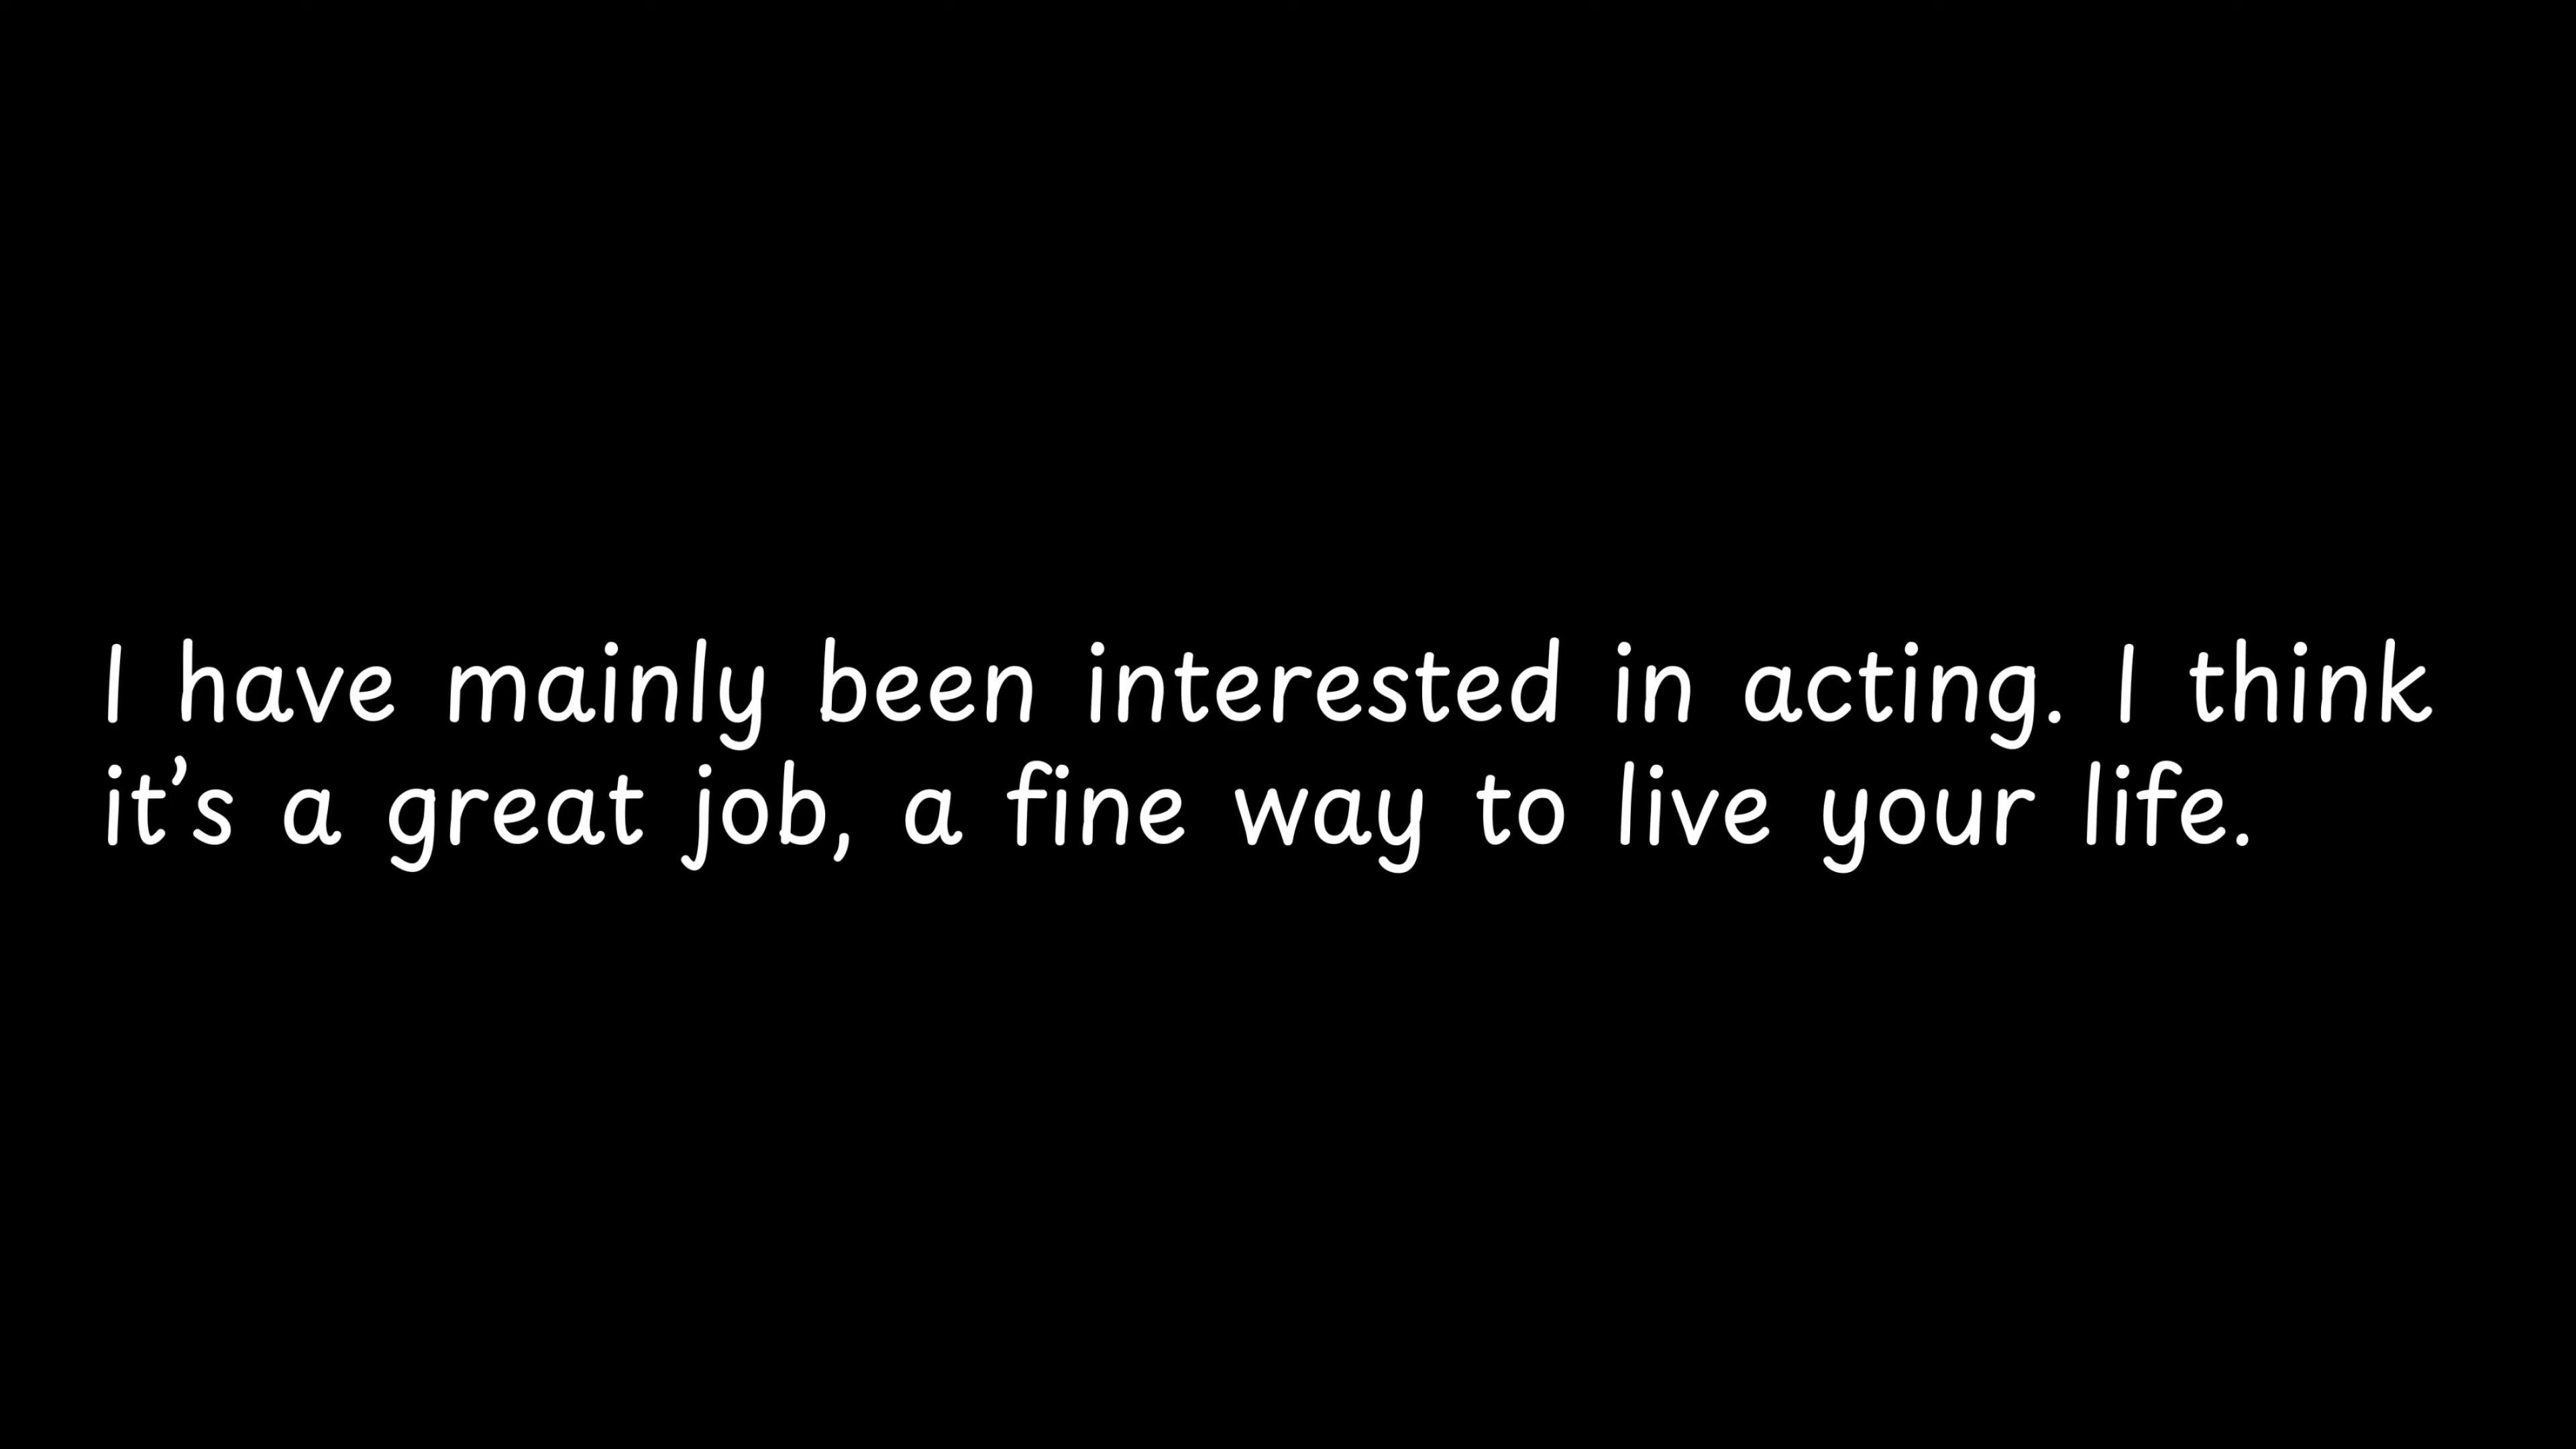 I have mainly been interested in acting. I think
it’s a great job, a fine way to live your life.